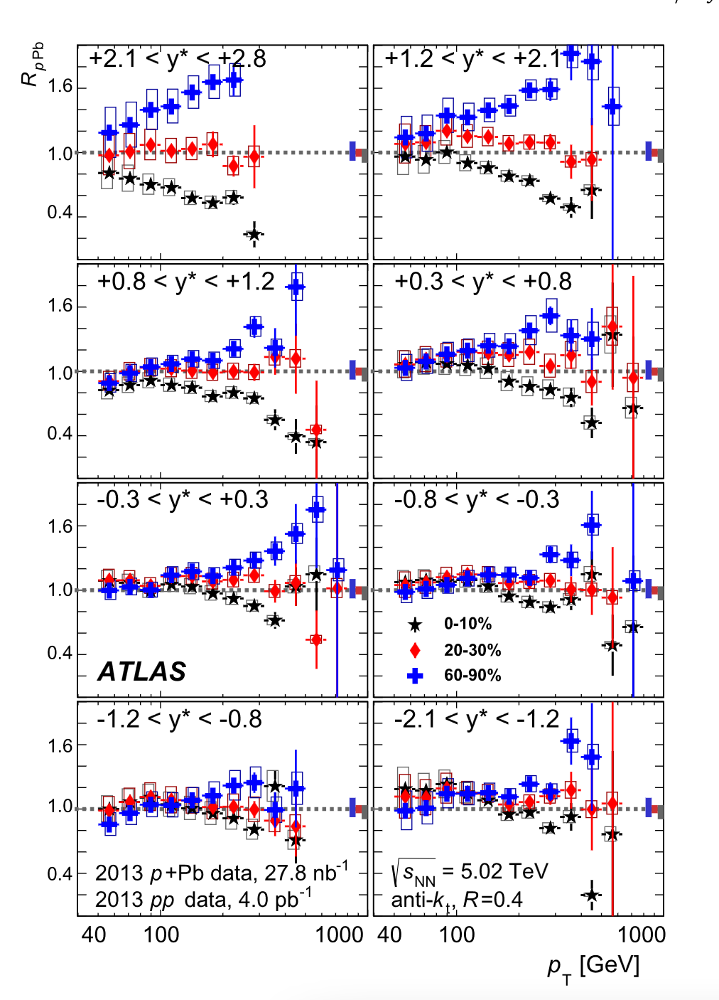 R_pPb
+2.1 < y* < +2.8
+1.2 < y* < +2.1
1.6
1.0
0.4
+0.8 < y* < +1.2
+0.3 < y* < +0.8
1.6
1.0
0.4
-0.3 < y* < +0.3
-0.8 < y* < -0.3
1.6
1.0
0.4
ATLAS
0-10%
20-30%
60-90%
-1.2 < y* < -0.8
-2.1 < y* < -1.2
1.6
1.0
0.4
2013 p+Pb data, 27.8 nb⁻¹
2013 pp data, 4.0 pb⁻¹
√s_NN = 5.02 TeV
anti-k_t, R=0.4
40 100 1000
40 100 1000
p_T [GeV]